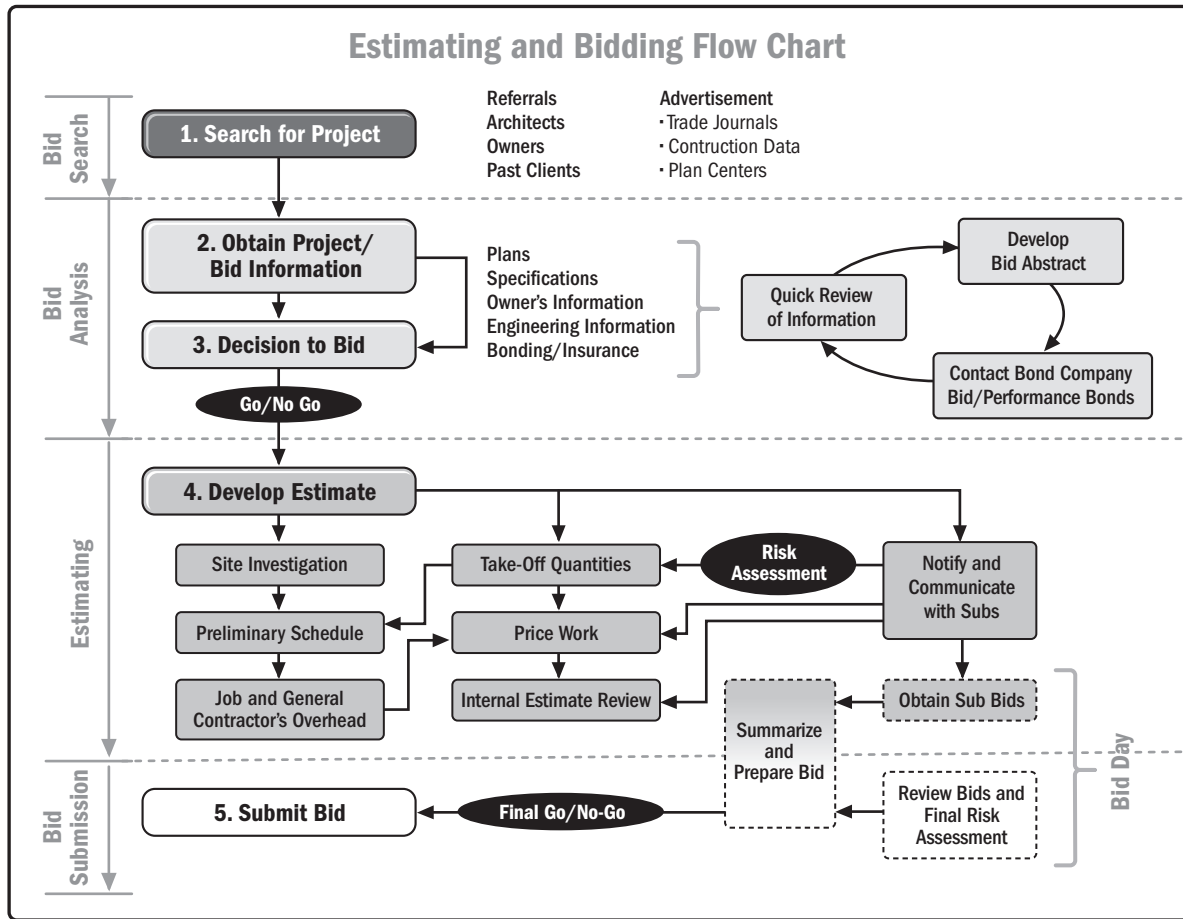 Estimating and Bidding Flow Chart
Bid
Search
1. Search for Project
Referrals
Architects
Owners
Past Clients
Advertisement
▪ Trade Journals
▪ Contruction Data
▪ Plan Centers
Bid
Analysis
2. Obtain Project/
Bid Information
3. Decision to Bid
Go/No Go
Plans
Specifications
Owner's Information
Engineering Information
Bonding/Insurance
Quick Review
of Information
Develop
Bid Abstract
Contact Bond Company
Bid/Performance Bonds
Estimating
4. Develop Estimate
Site Investigation
Preliminary Schedule
Job and General
Contractor's Overhead
Take-Off Quantities
Price Work
Internal Estimate Review
Risk
Assessment
Notify and
Communicate
with Subs
Obtain Sub Bids
Summarize
and
Prepare Bid
Bid Day
Bid
Submission
5. Submit Bid
Final Go/No-Go
Review Bids and
Final Risk
Assessment